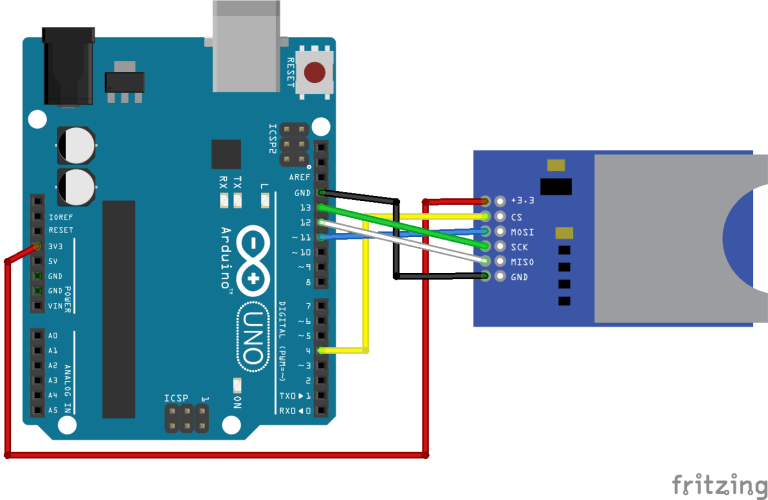 RESET
ICSP2
AREF
GND
13
12
~11
~10
~9
8
7
~6
~5
4
~3
2
TX0▶1
RX0◀0
DIGITAL (PWM=~)
RX
TX
L
Arduino™
UNO
IOREF
RESET
3V3
5V
GND
GND
VIN
POWER
A0
A1
A2
A3
A4
A5
ANALOG IN
ICSP
1
ON
+3.3
CS
MOSI
SCK
MISO
GND
fritzing